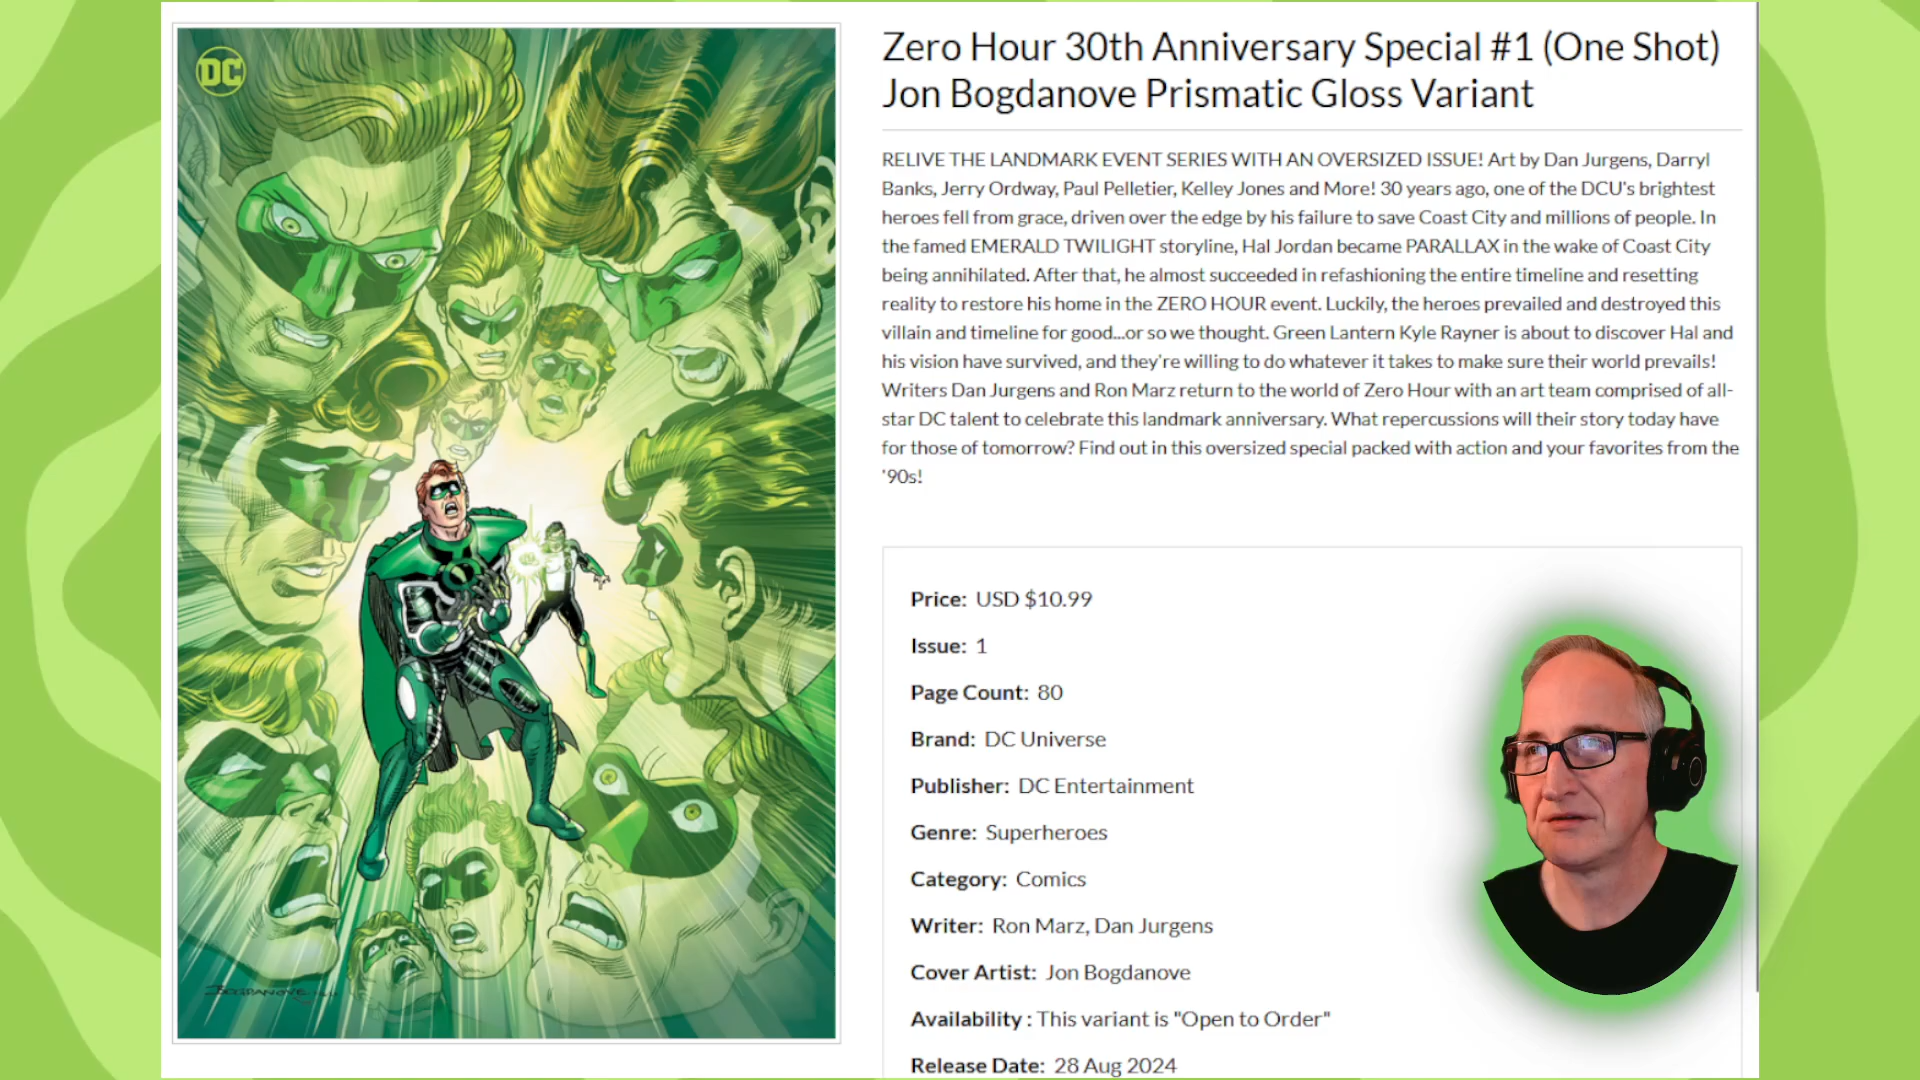 DC
Zero Hour 30th Anniversary Special #1 (One Shot)
Jon Bogdanove Prismatic Gloss Variant
RELIVE THE LANDMARK EVENT SERIES WITH AN OVERSIZED ISSUE! Art by Dan Jurgens, Darryl
Banks, Jerry Ordway, Paul Pelletier, Kelley Jones and More! 30 years ago, one of the DCU's brightest
heroes fell from grace, driven over the edge by his failure to save Coast City and millions of people. In
the famed EMERALD TWILIGHT storyline, Hal Jordan became PARALLAX in the wake of Coast City
being annihilated. After that, he almost succeeded in refashioning the entire timeline and resetting
reality to restore his home in the ZERO HOUR event. Luckily, the heroes prevailed and destroyed this
villain and timeline for good...or so we thought. Green Lantern Kyle Rayner is about to discover Hal and
his vision have survived, and they're willing to do whatever it takes to make sure their world prevails!
Writers Dan Jurgens and Ron Marz return to the world of Zero Hour with an art team comprised of all-
star DC talent to celebrate this landmark anniversary. What repercussions will their story today have
for those of tomorrow? Find out in this oversized special packed with action and your favorites from the
'90s!
Price: USD $10.99
Issue: 1
Page Count: 80
Brand: DC Universe
Publisher: DC Entertainment
Genre: Superheroes
Category: Comics
Writer: Ron Marz, Dan Jurgens
Cover Artist: Jon Bogdanove
Availability : This variant is "Open to Order"
Release Date: 28 Aug 2024
BOGDANOVE